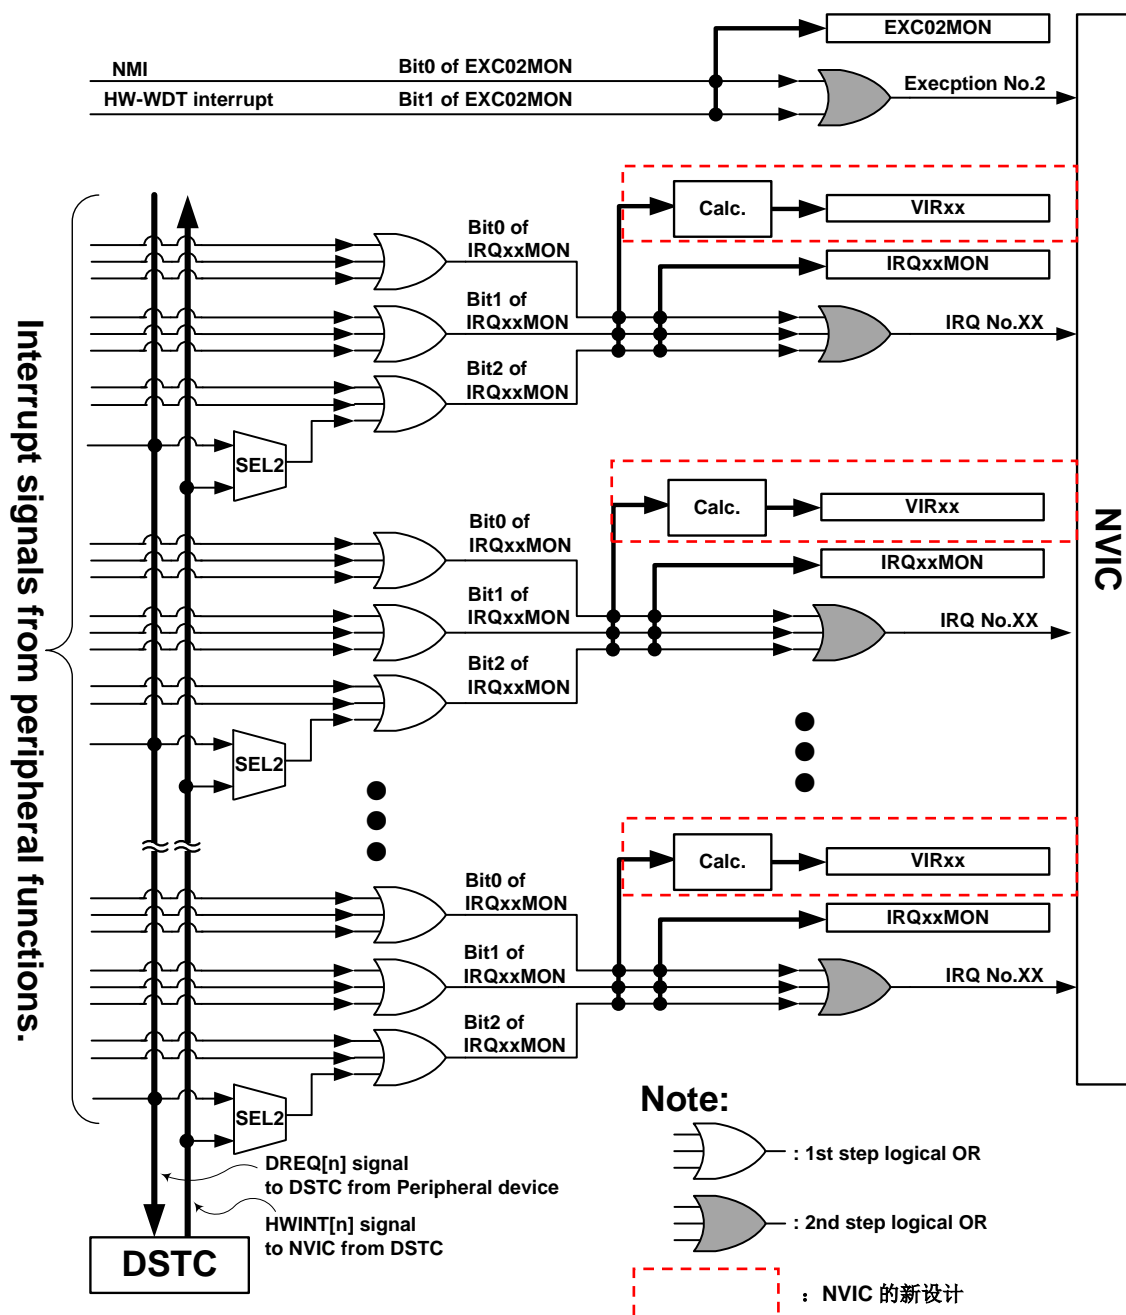 EXC02MON
NMI
Bit0 of EXC02MON
HW-WDT interrupt
Bit1 of EXC02MON
Execption No.2
Calc.
VIRxx
Bit0 of
IRQxxMON
IRQxxMON
Bit1 of
IRQxxMON
IRQ No.XX
Bit2 of
IRQxxMON
SEL2
Calc.
VIRxx
Bit0 of
IRQxxMON
IRQxxMON
Bit1 of
IRQxxMON
IRQ No.XX
Bit2 of
IRQxxMON
SEL2
Calc.
VIRxx
Bit0 of
IRQxxMON
IRQxxMON
Bit1 of
IRQxxMON
IRQ No.XX
Bit2 of
IRQxxMON
SEL2
Interrupt signals from peripheral functions.
NVIC
DREQ[n] signal
to DSTC from Peripheral device
HWINT[n] signal
to NVIC from DSTC
DSTC
Note:
: 1st step logical OR
: 2nd step logical OR
：NVIC 的新设计